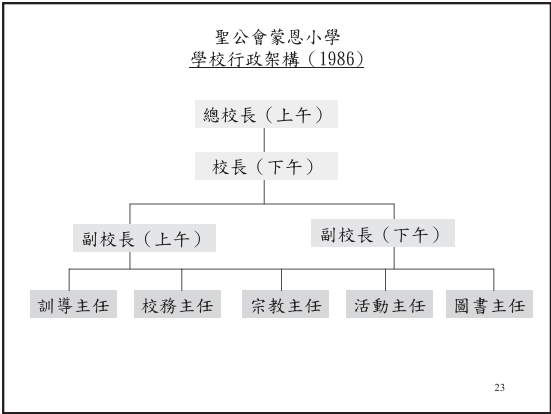 聖公會蒙恩小學
學校行政架構（1986）
總校長（上午）
校長（下午）
副校長（上午）
副校長（下午）
訓導主任
校務主任
宗教主任
活動主任
圖書主任
23